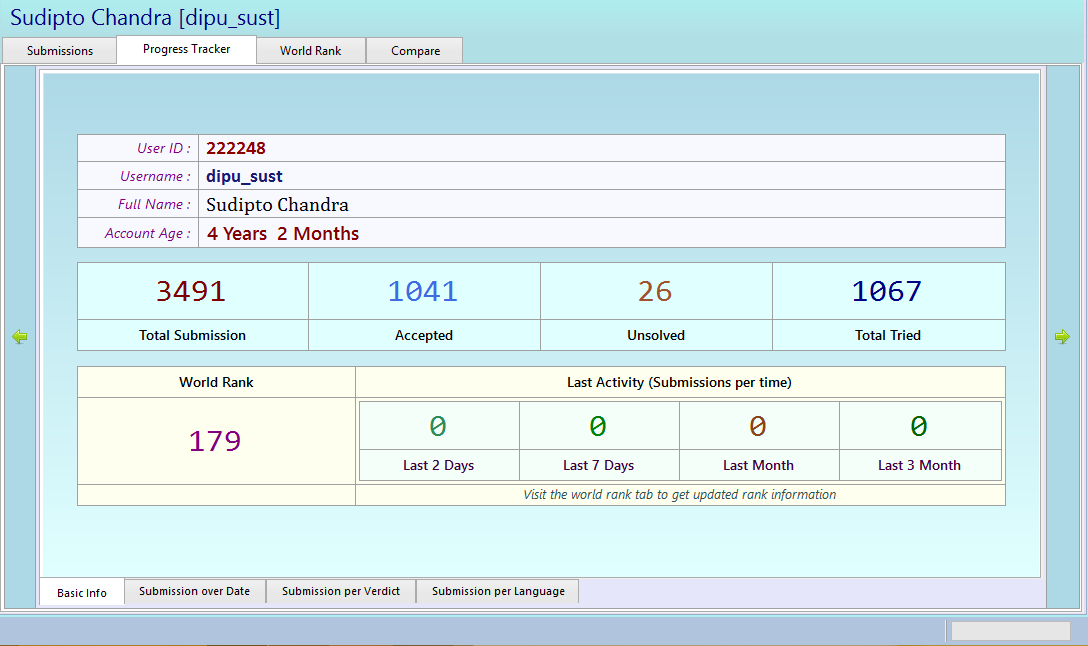 Sudipto Chandra [dipu_sust]
Submissions Progress Tracker World Rank Compare
User ID : 222248
Username : dipu_sust
Full Name : Sudipto Chandra
Account Age : 4 Years 2 Months
3491 1041 26 1067
Total Submission Accepted Unsolved Total Tried
World Rank Last Activity (Submissions per time)
179
0 0 0 0
Last 2 Days Last 7 Days Last Month Last 3 Month
Visit the world rank tab to get updated rank information
Basic Info Submission over Date Submission per Verdict Submission per Language